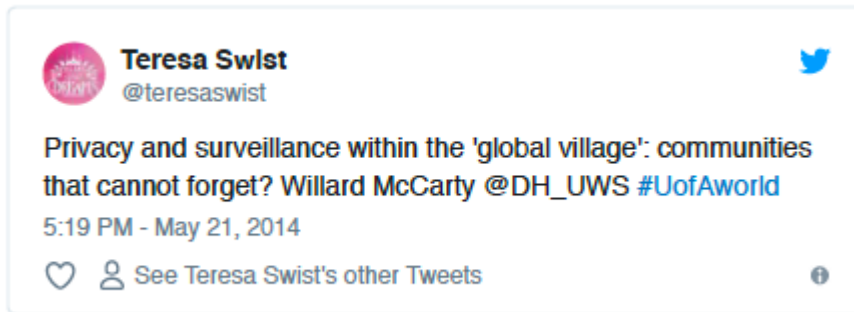 Teresa Swist
@teresaswist
Privacy and surveillance within the 'global village': communities
that cannot forget? Willard McCarty @DH_UWS #UofAworld
5:19 PM - May 21, 2014
See Teresa Swist's other Tweets